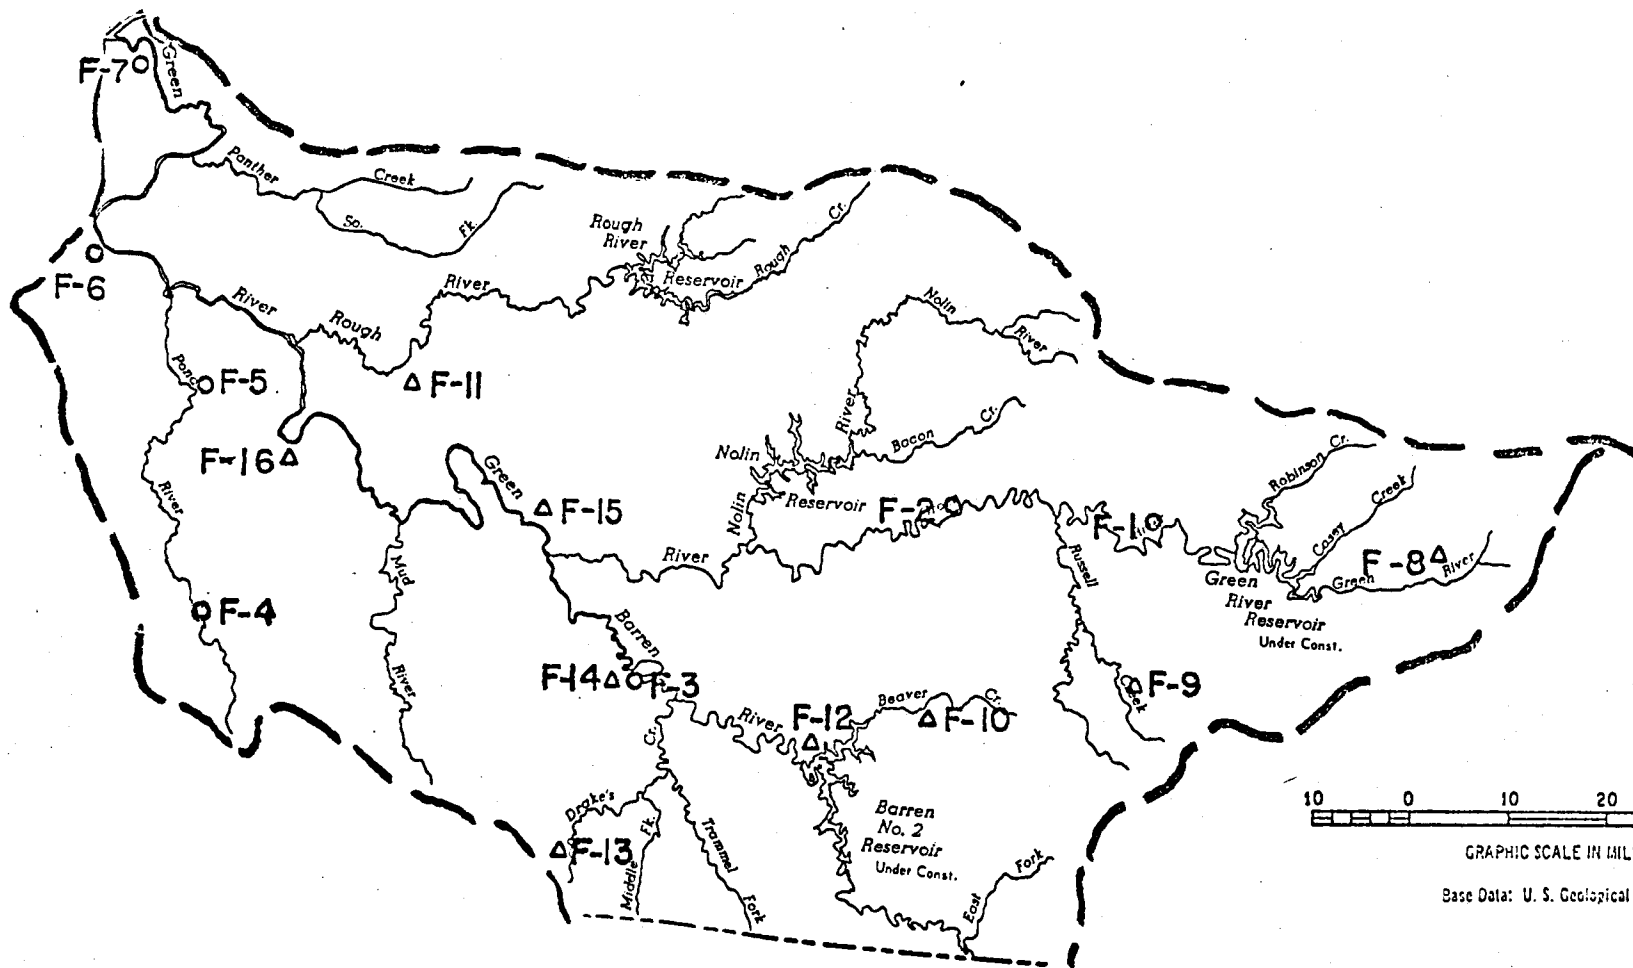 Green
F-7
Panther
Creek
So.
Fk.
F-6
River
Rough
River
Rough
River
Reservoir
Rough
Cr.
Nolin
River
Pond
F-5
F-11
River
Bacon
Cr.
Nolin
Reservoir
Nolin
F-16
Green
F-15
River
F-2
F-1
Robinson
Cr.
Casey
Creek
F-8
Green
River
Green
River
Reservoir
Under Const.
River
Mud
River
F-4
Russell
Creek
F-9
Barren
F-14
F-3
River
F-12
Beaver
Cr.
F-10
Cr.
Drake's
F-13
Middle
Fk.
Trammel
Fork
Barren
No. 2
Reservoir
Under Const.
East
Fork
10 0 10 20
GRAPHIC SCALE IN MIL
Base Data: U. S. Geological